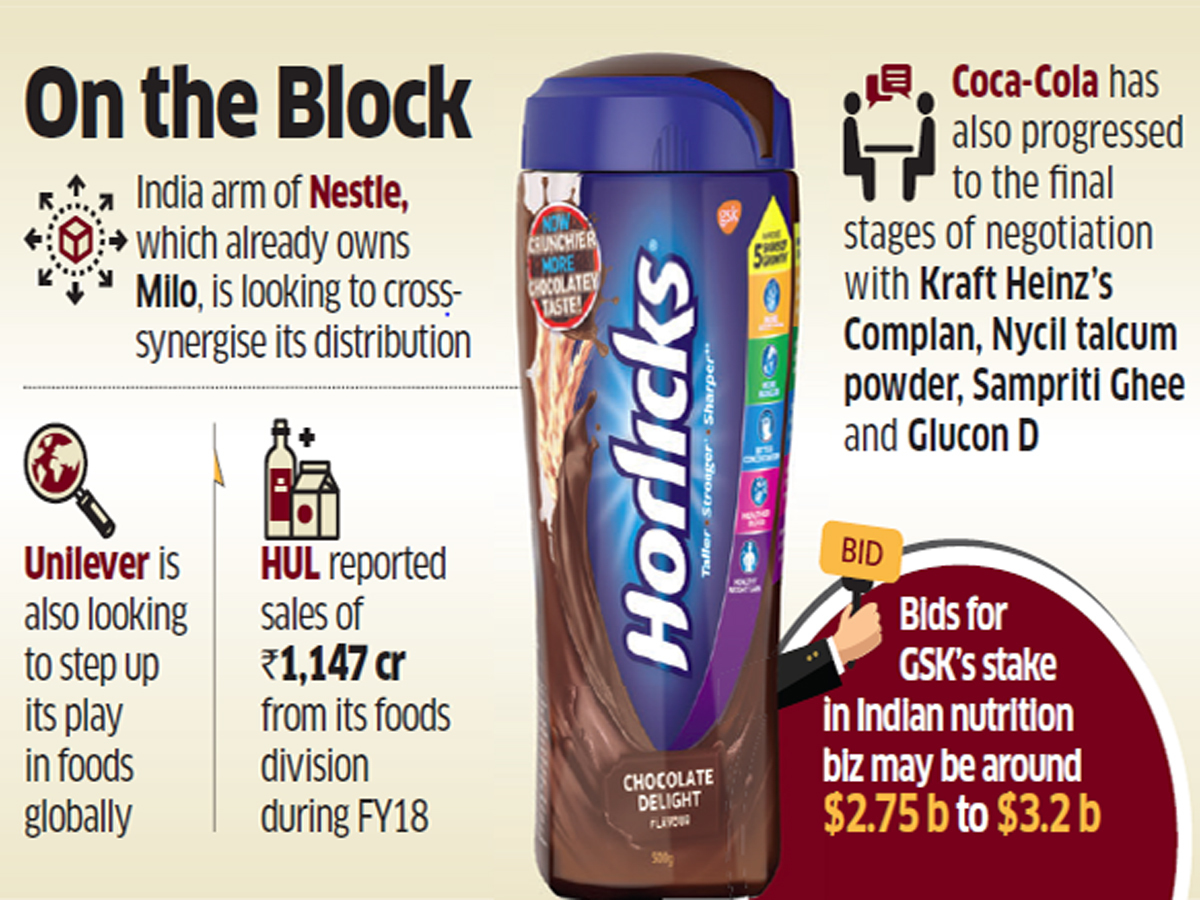 On the Block
India arm of Nestle,
which already owns
Milo, is looking to cross-
synergise its distribution
Unilever is
also looking
to step up
its play
in foods
globally
HUL reported
sales of
₹1,147 cr
from its foods
division
during FY18
NOW
CRUNCHIER
MORE
CHOCOLATEY
TASTE!
gsk
5
Horlicks
Taller • Stronger • Sharper
CHOCOLATE
DELIGHT
FLAVOUR
500g
Coca-Cola has
also progressed
to the final
stages of negotiation
with Kraft Heinz's
Complan, Nycil talcum
powder, Sampriti Ghee
and Glucon D
BID
Bids for
GSK's stake
in Indian nutrition
biz may be around
$2.75 b to $3.2 b